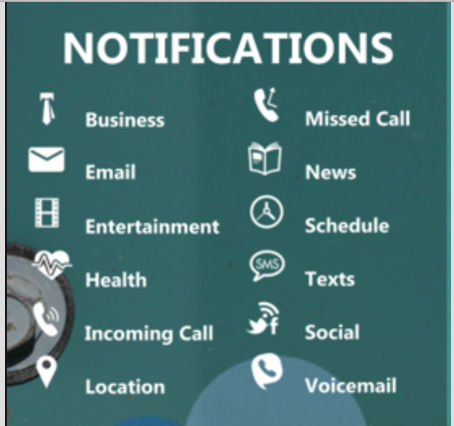 NOTIFICATIONS
Business
Email
Entertainment
Health
Incoming Call
Location
Missed Call
News
Schedule
SMS
Texts
Social
Voicemail